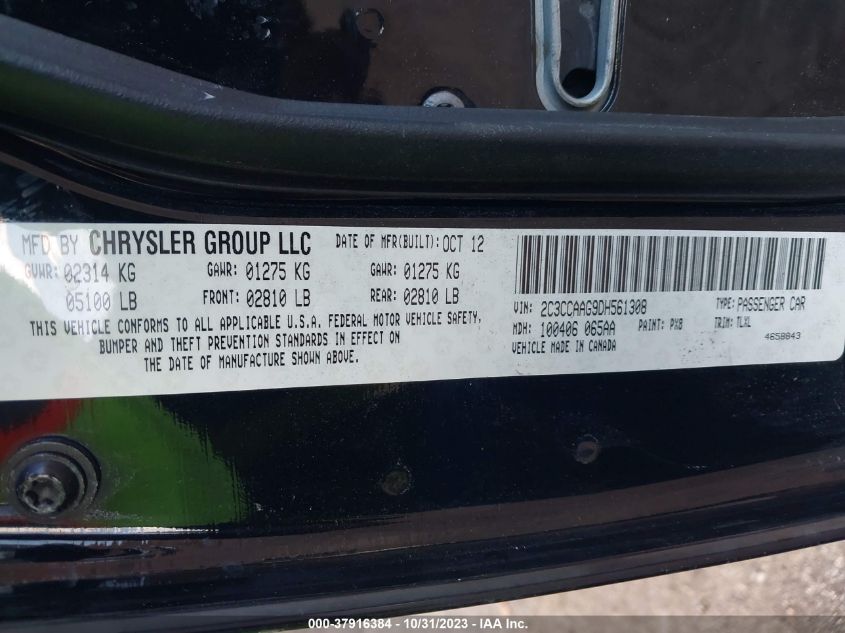 MFD BY CHRYSLER GROUP LLC DATE OF MFR(BUILT): OCT 12
GVWR: 02314 KG GAWR: 01275 KG GAWR: 01275 KG
05100 LB FRONT: 02810 LB REAR: 02810 LB
THIS VEHICLE CONFORMS TO ALL APPLICABLE U.S.A. FEDERAL MOTOR VEHICLE SAFETY,
BUMPER AND THEFT PREVENTION STANDARDS IN EFFECT ON
THE DATE OF MANUFACTURE SHOWN ABOVE.
VIN: 2C3CCAAG9DH561308 TYPE: PASSENGER CAR
MDH: 100406 065AA PAINT: PX8 TRIM: TLXL
VEHICLE MADE IN CANADA 4658843
000-37916384 - 10/31/2023 - IAA Inc.